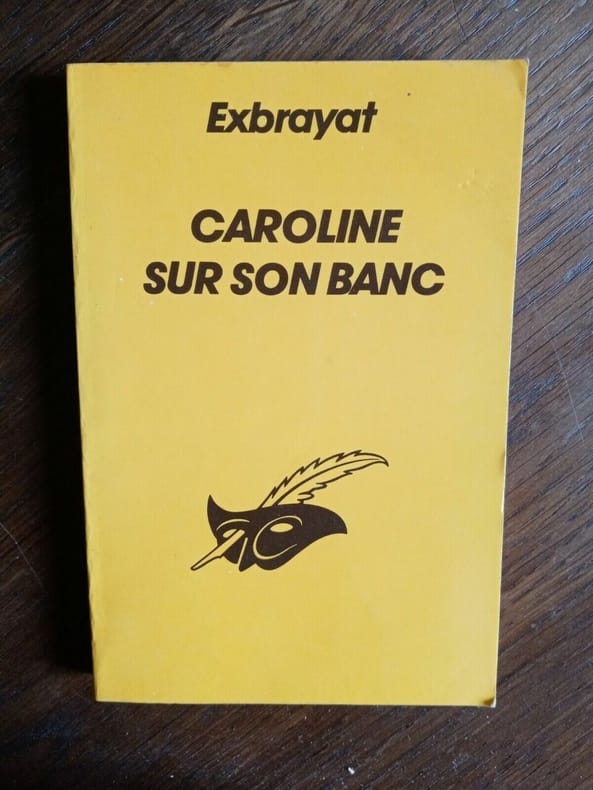 Exbrayat
CAROLINE
SUR SON BANC